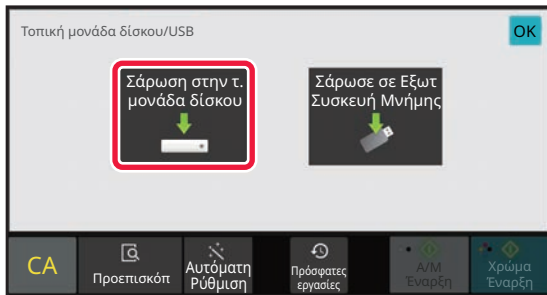 Τοπική μονάδα δίσκου/USB
OK
Σάρωση στην τ.
μονάδα δίσκου
Σάρωσε σε Εξωτ
Συσκευή Μνήμης
CA
Προεπισκόπ
Αυτόματη
Ρύθμιση
Πρόσφατες
εργασίες
Α/Μ
Έναρξη
Χρώμα
Έναρξη